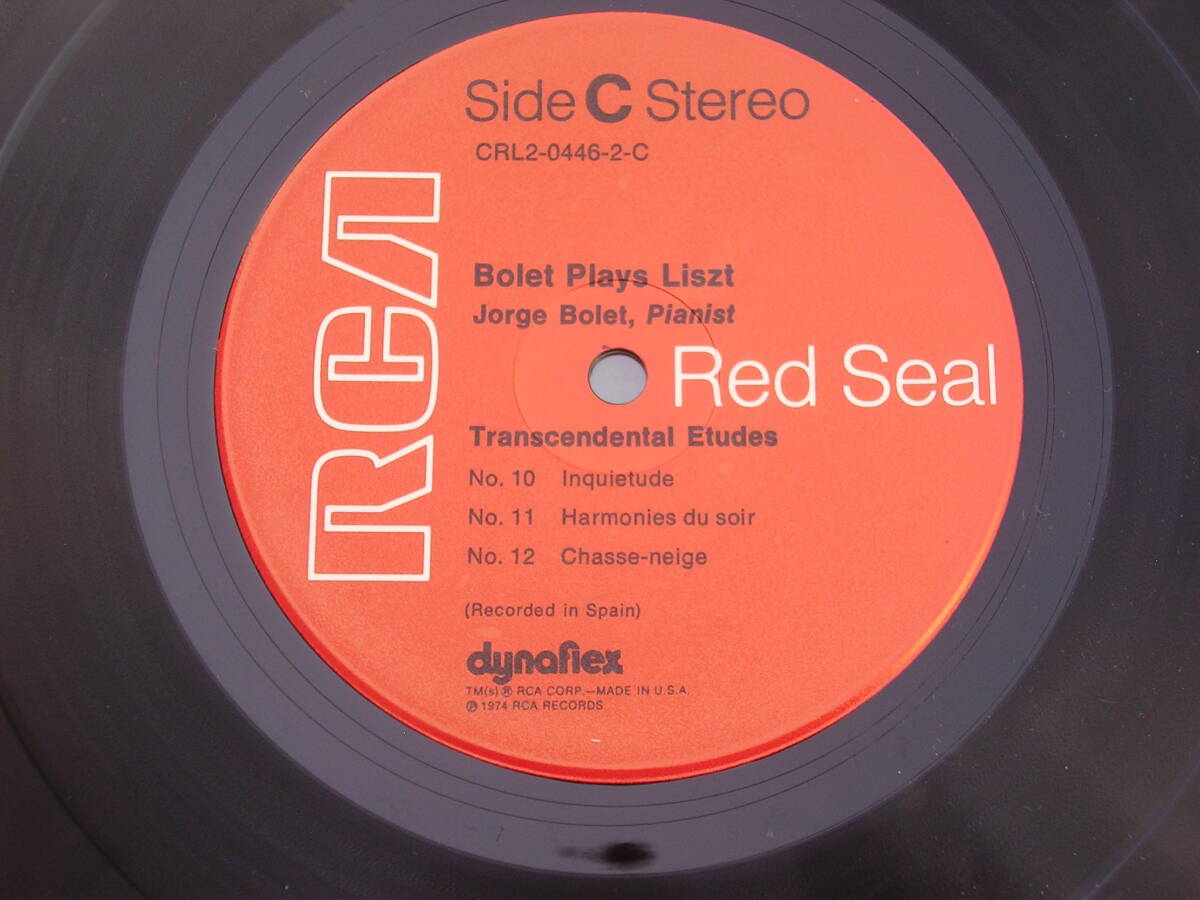 Side C Stereo
CRL2-0446-2-C
RCA
Bolet Plays Liszt
Jorge Bolet, Pianist
Red Seal
Transcendental Etudes
No. 10 Inquietude
No. 11 Harmonies du soir
No. 12 Chasse-neige
(Recorded in Spain)
dynaflex
TM(s) ® RCA CORP.—MADE IN U.S.A.
℗ 1974 RCA RECORDS